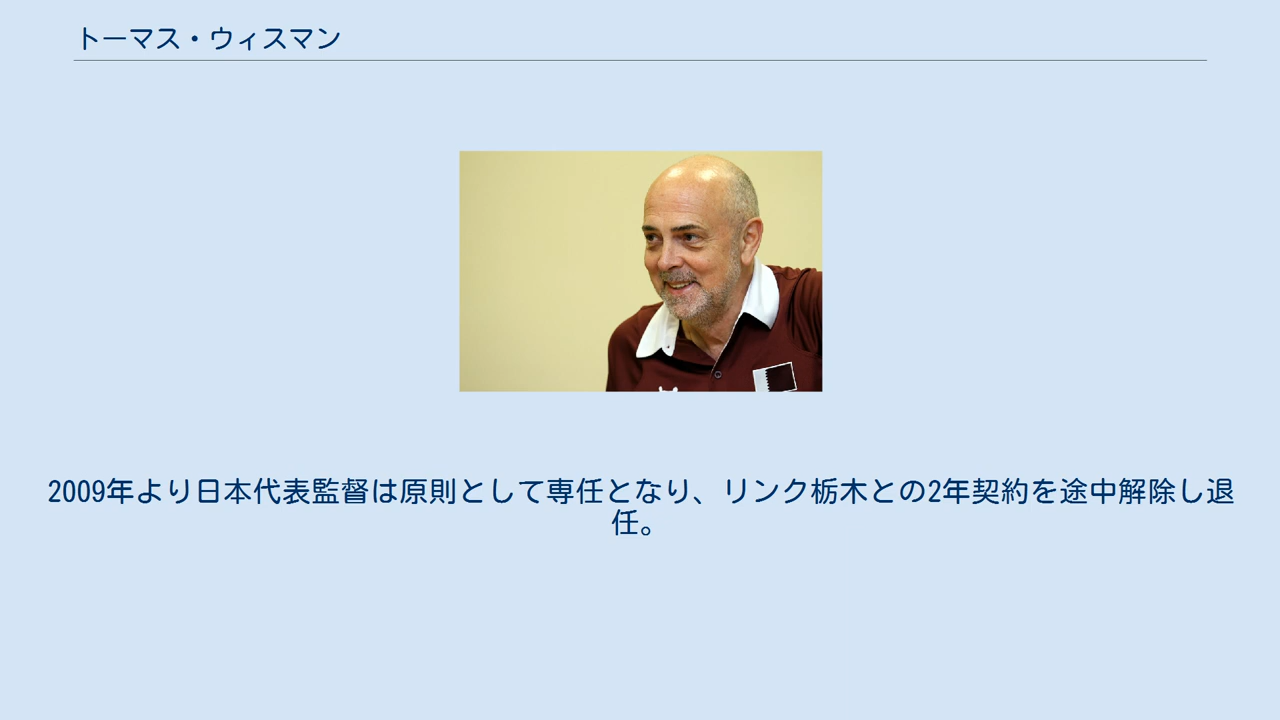 トーマス・ウィスマン
2009年より日本代表監督は原則として専任となり、リンク栃木との2年契約を途中解除し退
任。